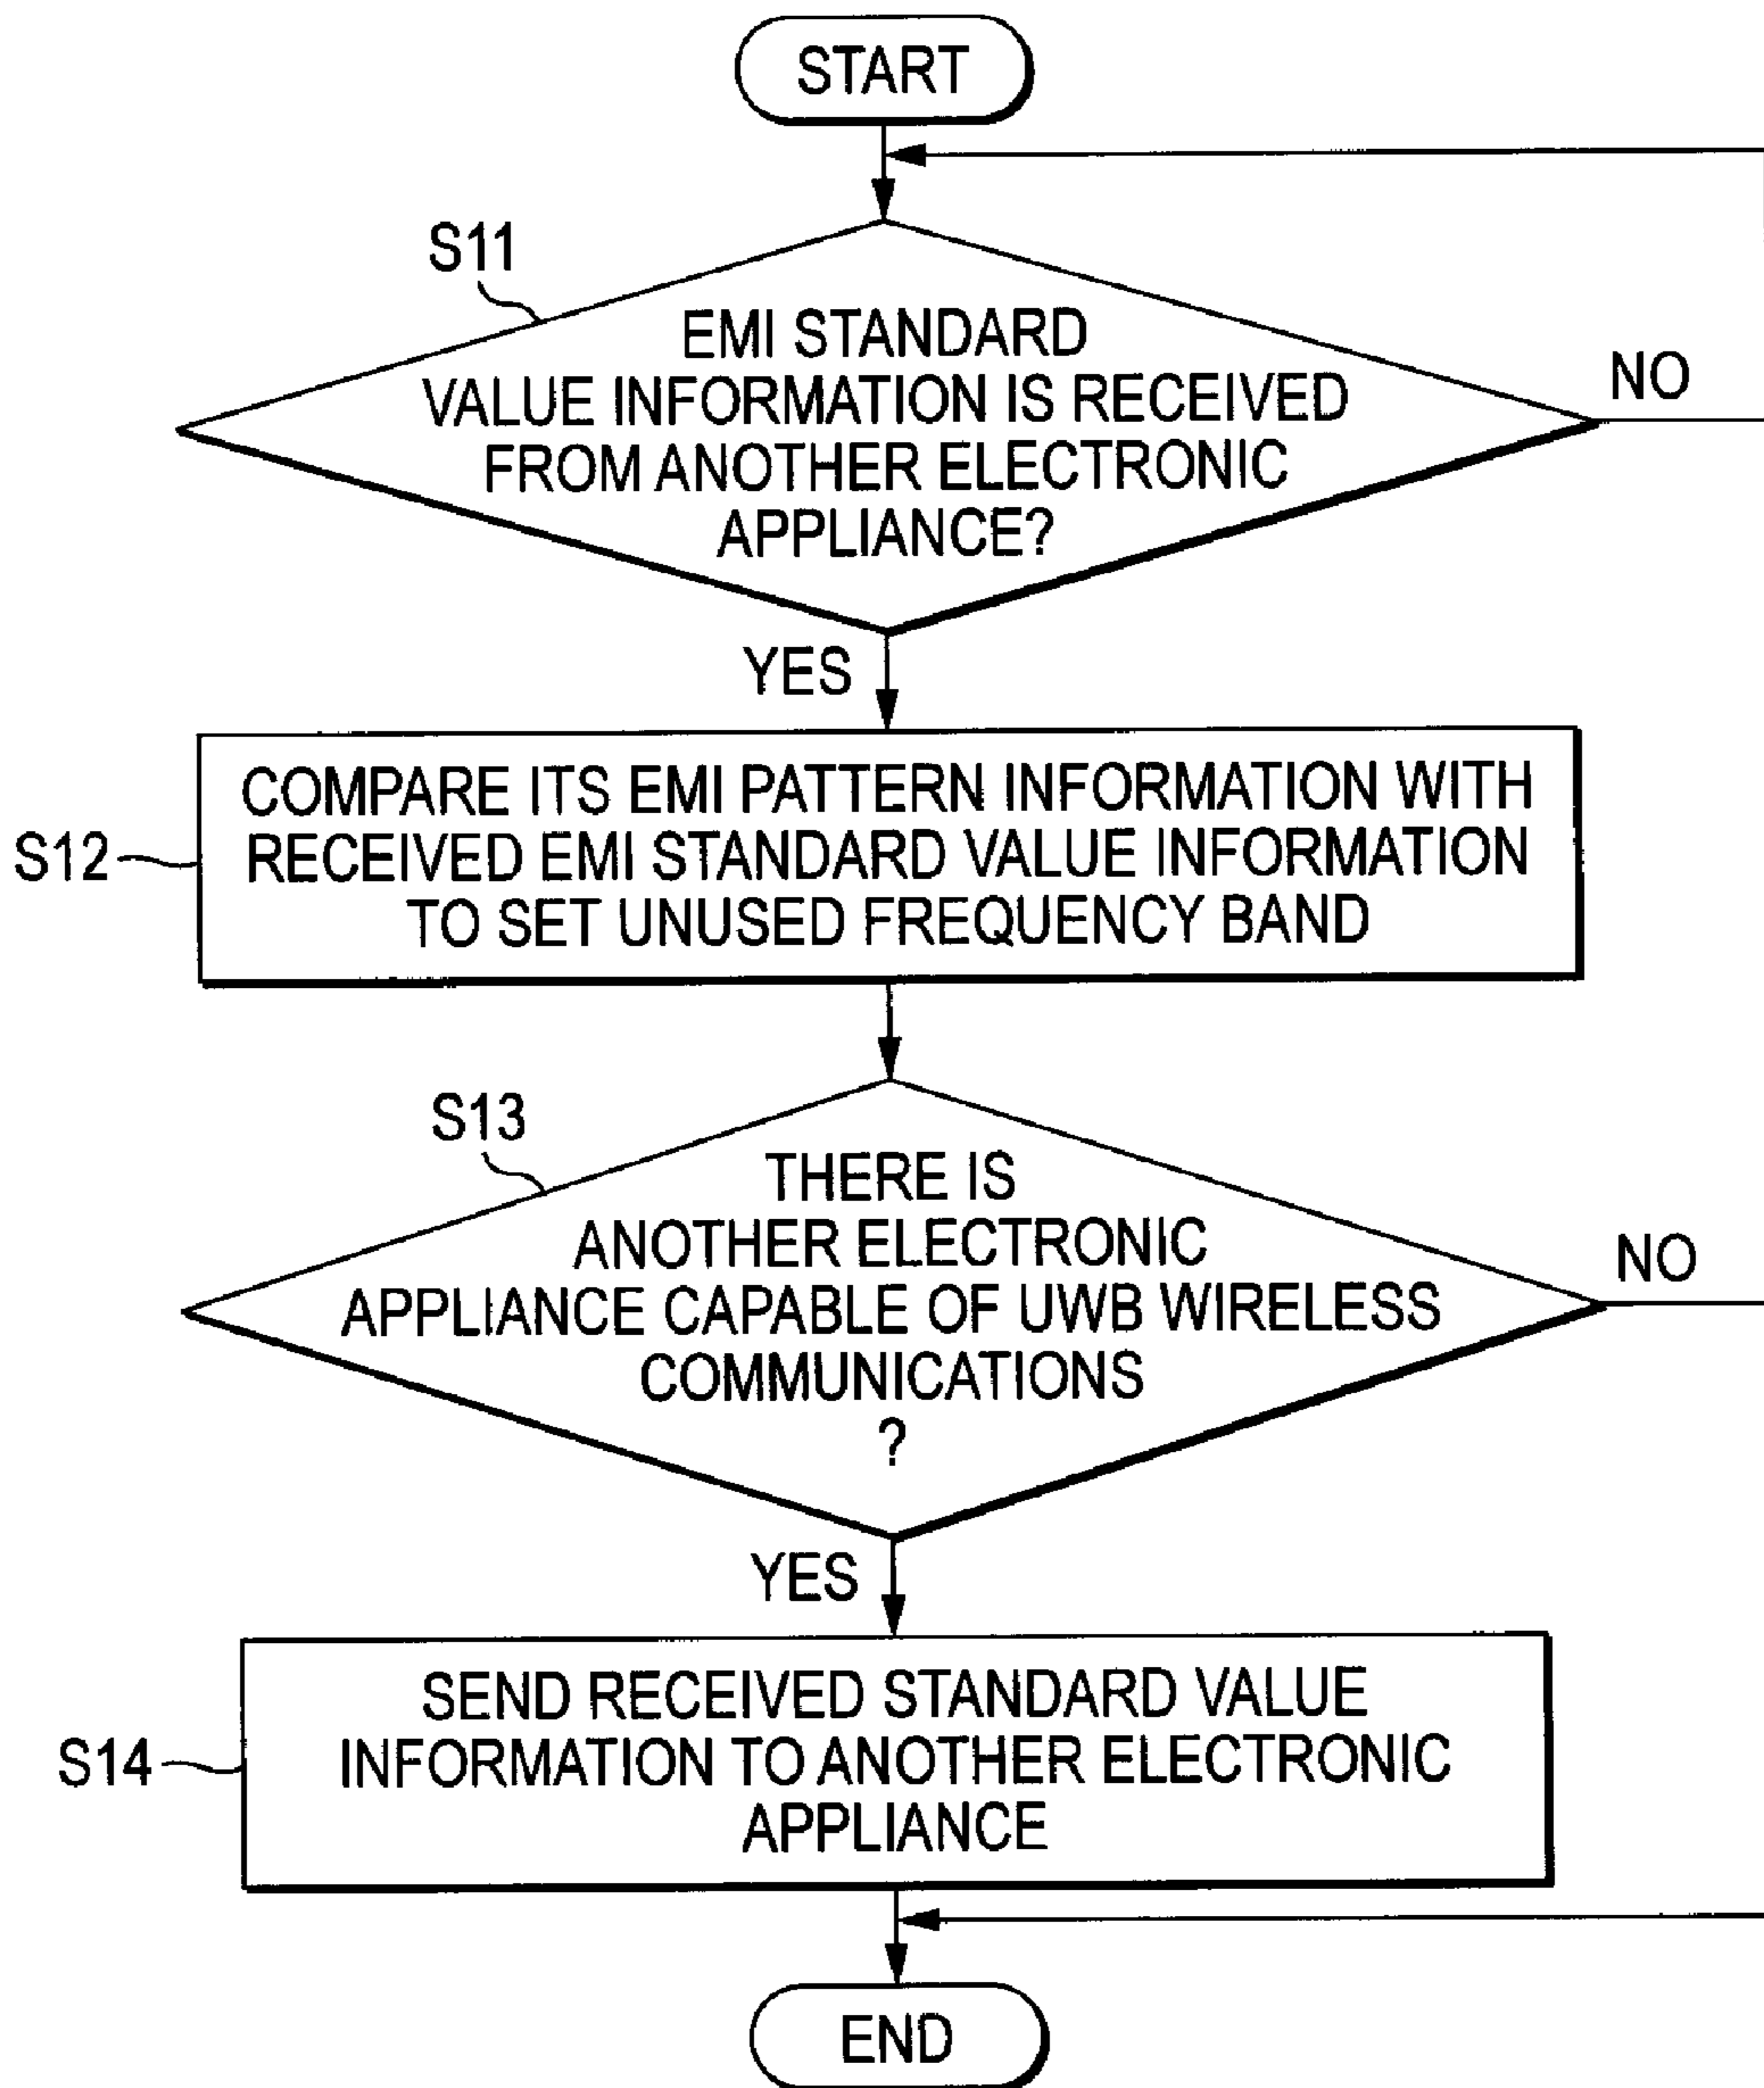 START
S11
EMI STANDARD
VALUE INFORMATION IS RECEIVED
FROM ANOTHER ELECTRONIC
APPLIANCE?
NO
YES
S12
COMPARE ITS EMI PATTERN INFORMATION WITH
RECEIVED EMI STANDARD VALUE INFORMATION
TO SET UNUSED FREQUENCY BAND
S13
THERE IS
ANOTHER ELECTRONIC
APPLIANCE CAPABLE OF UWB WIRELESS
COMMUNICATIONS
?
NO
YES
S14
SEND RECEIVED STANDARD VALUE
INFORMATION TO ANOTHER ELECTRONIC
APPLIANCE
END